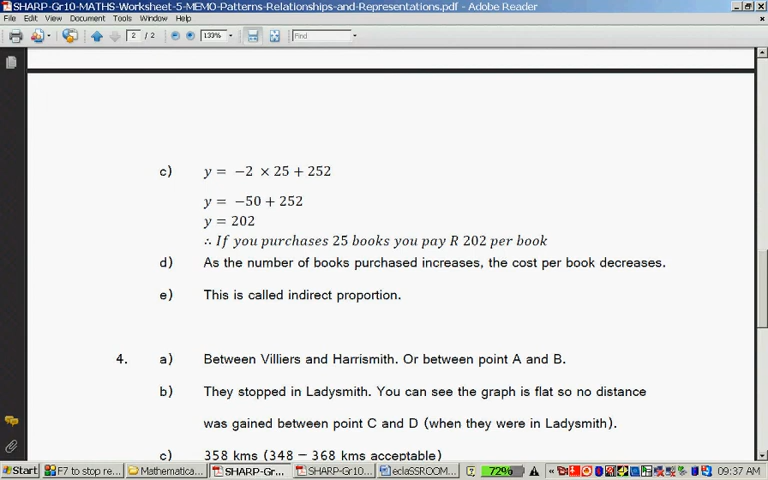 SHARP-Gr10-MATHS-Worksheet-5-MEMO-Patterns-Relationships-and-Representations.pdf - Adobe Reader
File Edit View Document Tools Window Help
2 / 2 133% Find
c) y = −2 × 25 + 252
y = −50 + 252
y = 202
∴ If you purchases 25 books you pay R 202 per book
d) As the number of books purchased increases, the cost per book decreases.
e) This is called indirect proportion.
4. a) Between Villiers and Harrismith. Or between point A and B.
b) They stopped in Ladysmith. You can see the graph is flat so no distance
was gained between point C and D (when they were in Ladysmith).
c) 358 kms (348 – 368 kms acceptable)
Start F7 to stop re... Mathematica... SHARP-Gr... SHARP-Gr10... eclaSSROOM... 72% 09:37 AM